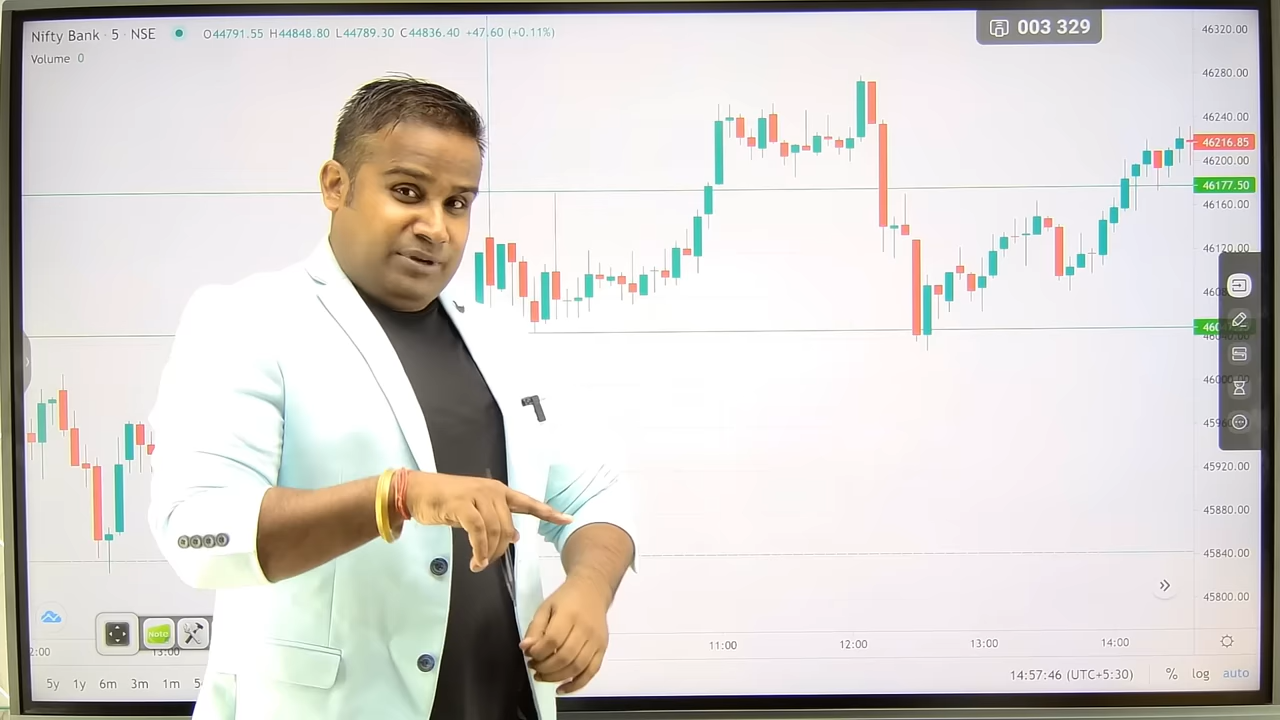 Nifty Bank · 5 · NSE
O44791.55 H44848.80 L44789.30 C44836.40 +47.60 (+0.11%)
Volume 0
003 329
46320.00
46280.00
46240.00
46216.85
46200.00
46177.50
46160.00
46120.00
46000.00
45920.00
45880.00
45840.00
45800.00
Note
13:00
11:00
12:00
13:00
14:00
5y 1y 6m 3m 1m
14:57:46 (UTC+5:30)
% log auto